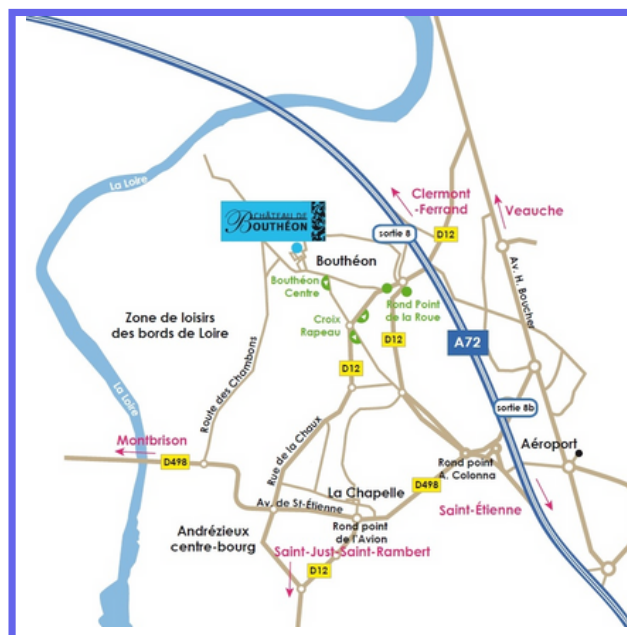 La Loire
CHÂTEAU DE
BOUTHÉON
Clermont
-Ferrand
Veauche
sortie 8
D12
Bouthéon
Av. H. Boucher
Bouthéon
Centre
Rond Point
de la Roue
Zone de loisirs
des bords de Loire
Croix
Rapeau
D12
A72
D12
La Loire
Route des Chambons
sortie 8b
Montbrison
D498
Rue de la Chaux
Aéroport
Rond point
A. Colonna
La Chapelle
D498
Av. de St-Étienne
Saint-Étienne
Andrézieux
centre-bourg
Rond point
de l'Avion
Saint-Just-Saint-Rambert
D12